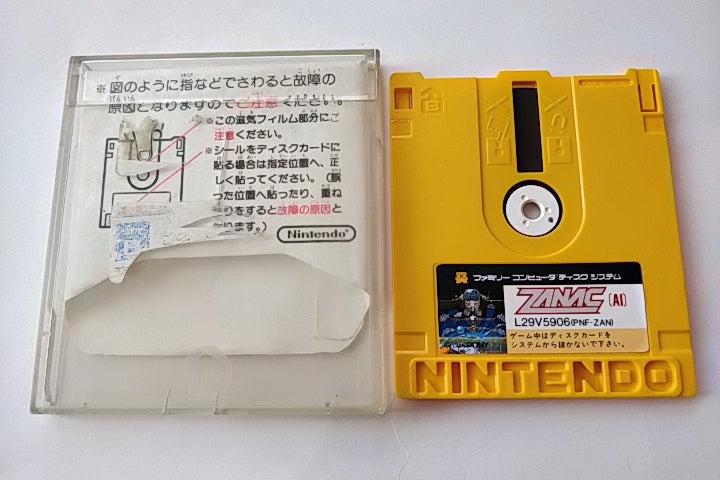 ※図のように指などでさわると故障の
原因となりますのでご注意ください。
※この磁気フィルム部分にご
注意ください。
※シールをディスクカードに
貼る場合は指定位置へ、正
しく貼ってください。(誤
った位置へ貼ったり、重ね
りをすると故障の原因と
ります。)
Nintendo
ファミリー コンピュータ ディスク システム
ZANAC [AI]
L29V5906(PNF-ZAN)
ゲーム中はディスクカードを
システムから抜かないで下さい。
PONY
NINTENDO